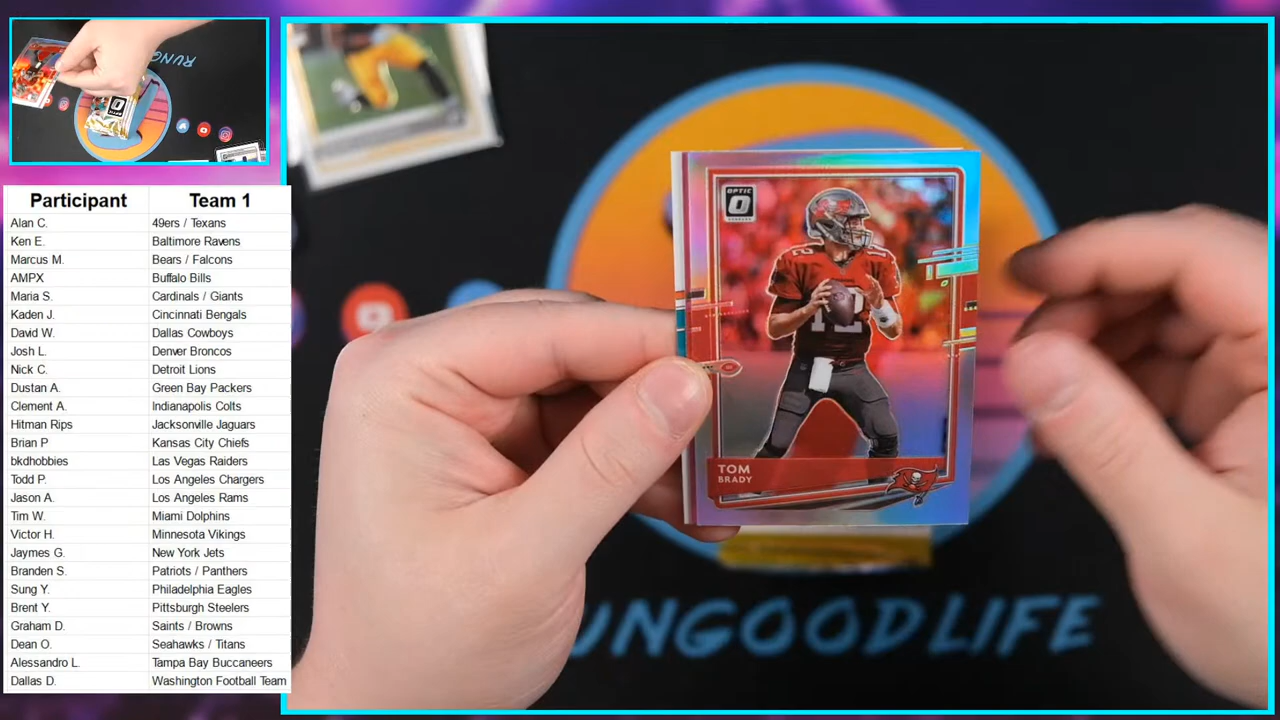 RUNG
Participant Team 1
Alan C. 49ers / Texans
Ken E. Baltimore Ravens
Marcus M. Bears / Falcons
AMPX Buffalo Bills
Maria S. Cardinals / Giants
Kaden J. Cincinnati Bengals
David W. Dallas Cowboys
Josh L. Denver Broncos
Nick C. Detroit Lions
Dustan A. Green Bay Packers
Clement A. Indianapolis Colts
Hitman Rips Jacksonville Jaguars
Brian P Kansas City Chiefs
bkdhobbies Las Vegas Raiders
Todd P. Los Angeles Chargers
Jason A. Los Angeles Rams
Tim W. Miami Dolphins
Victor H. Minnesota Vikings
Jaymes G. New York Jets
Branden S. Patriots / Panthers
Sung Y. Philadelphia Eagles
Brent Y. Pittsburgh Steelers
Graham D. Saints / Browns
Dean O. Seahawks / Titans
Alessandro L. Tampa Bay Buccaneers
Dallas D. Washington Football Team
OPTIC
O
12
12
TOM
BRADY
UNGOODLIFE